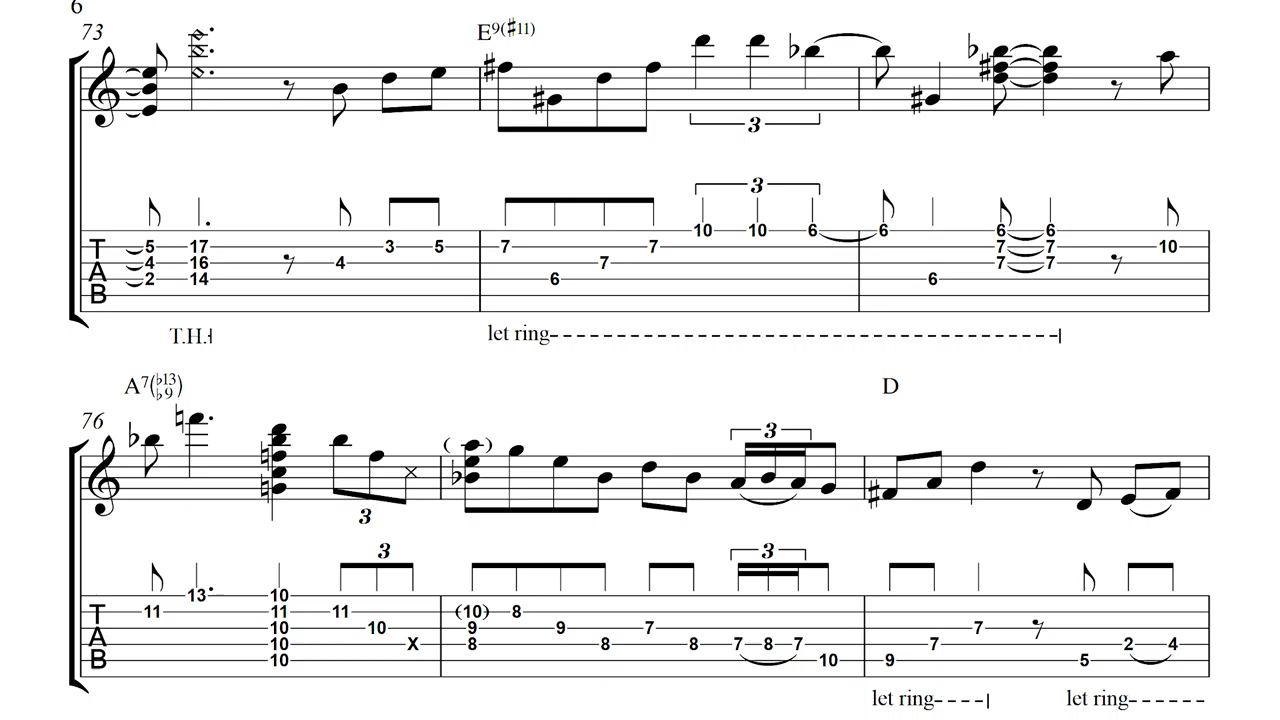 6
73 E9(♯11)
3
3
T 5 17 4 3 5 7 6 7 7 10 10 6 6 6 6 6 10
A 4 16 7 7
B 2 14 7 7
T.H. let ring
A7(♭13 ♭9) D
76
3 3
3 3
10 13 10
T 11 11 11 (10) 8
10 10 9 9 7 7
A 10 X 8 8 8 7 8 7 7 2 4
B 10 10 9 5
let ring let ring